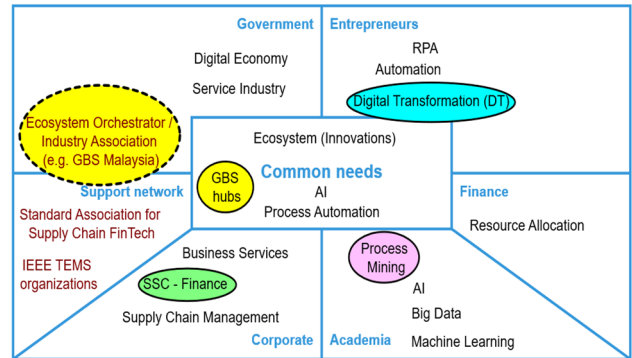 Government
Entrepreneurs
Digital Economy
Service Industry
RPA
Automation
Digital Transformation (DT)
Ecosystem Orchestrator /
Industry Association
(e.g. GBS Malaysia)
Ecosystem (Innovations)
Common needs
GBS
hubs
AI
Process Automation
Support network
Standard Association for
Supply Chain FinTech
IEEE TEMS
organizations
Finance
Resource Allocation
Business Services
SSC - Finance
Supply Chain Management
Corporate
Process
Mining
AI
Big Data
Machine Learning
Academia